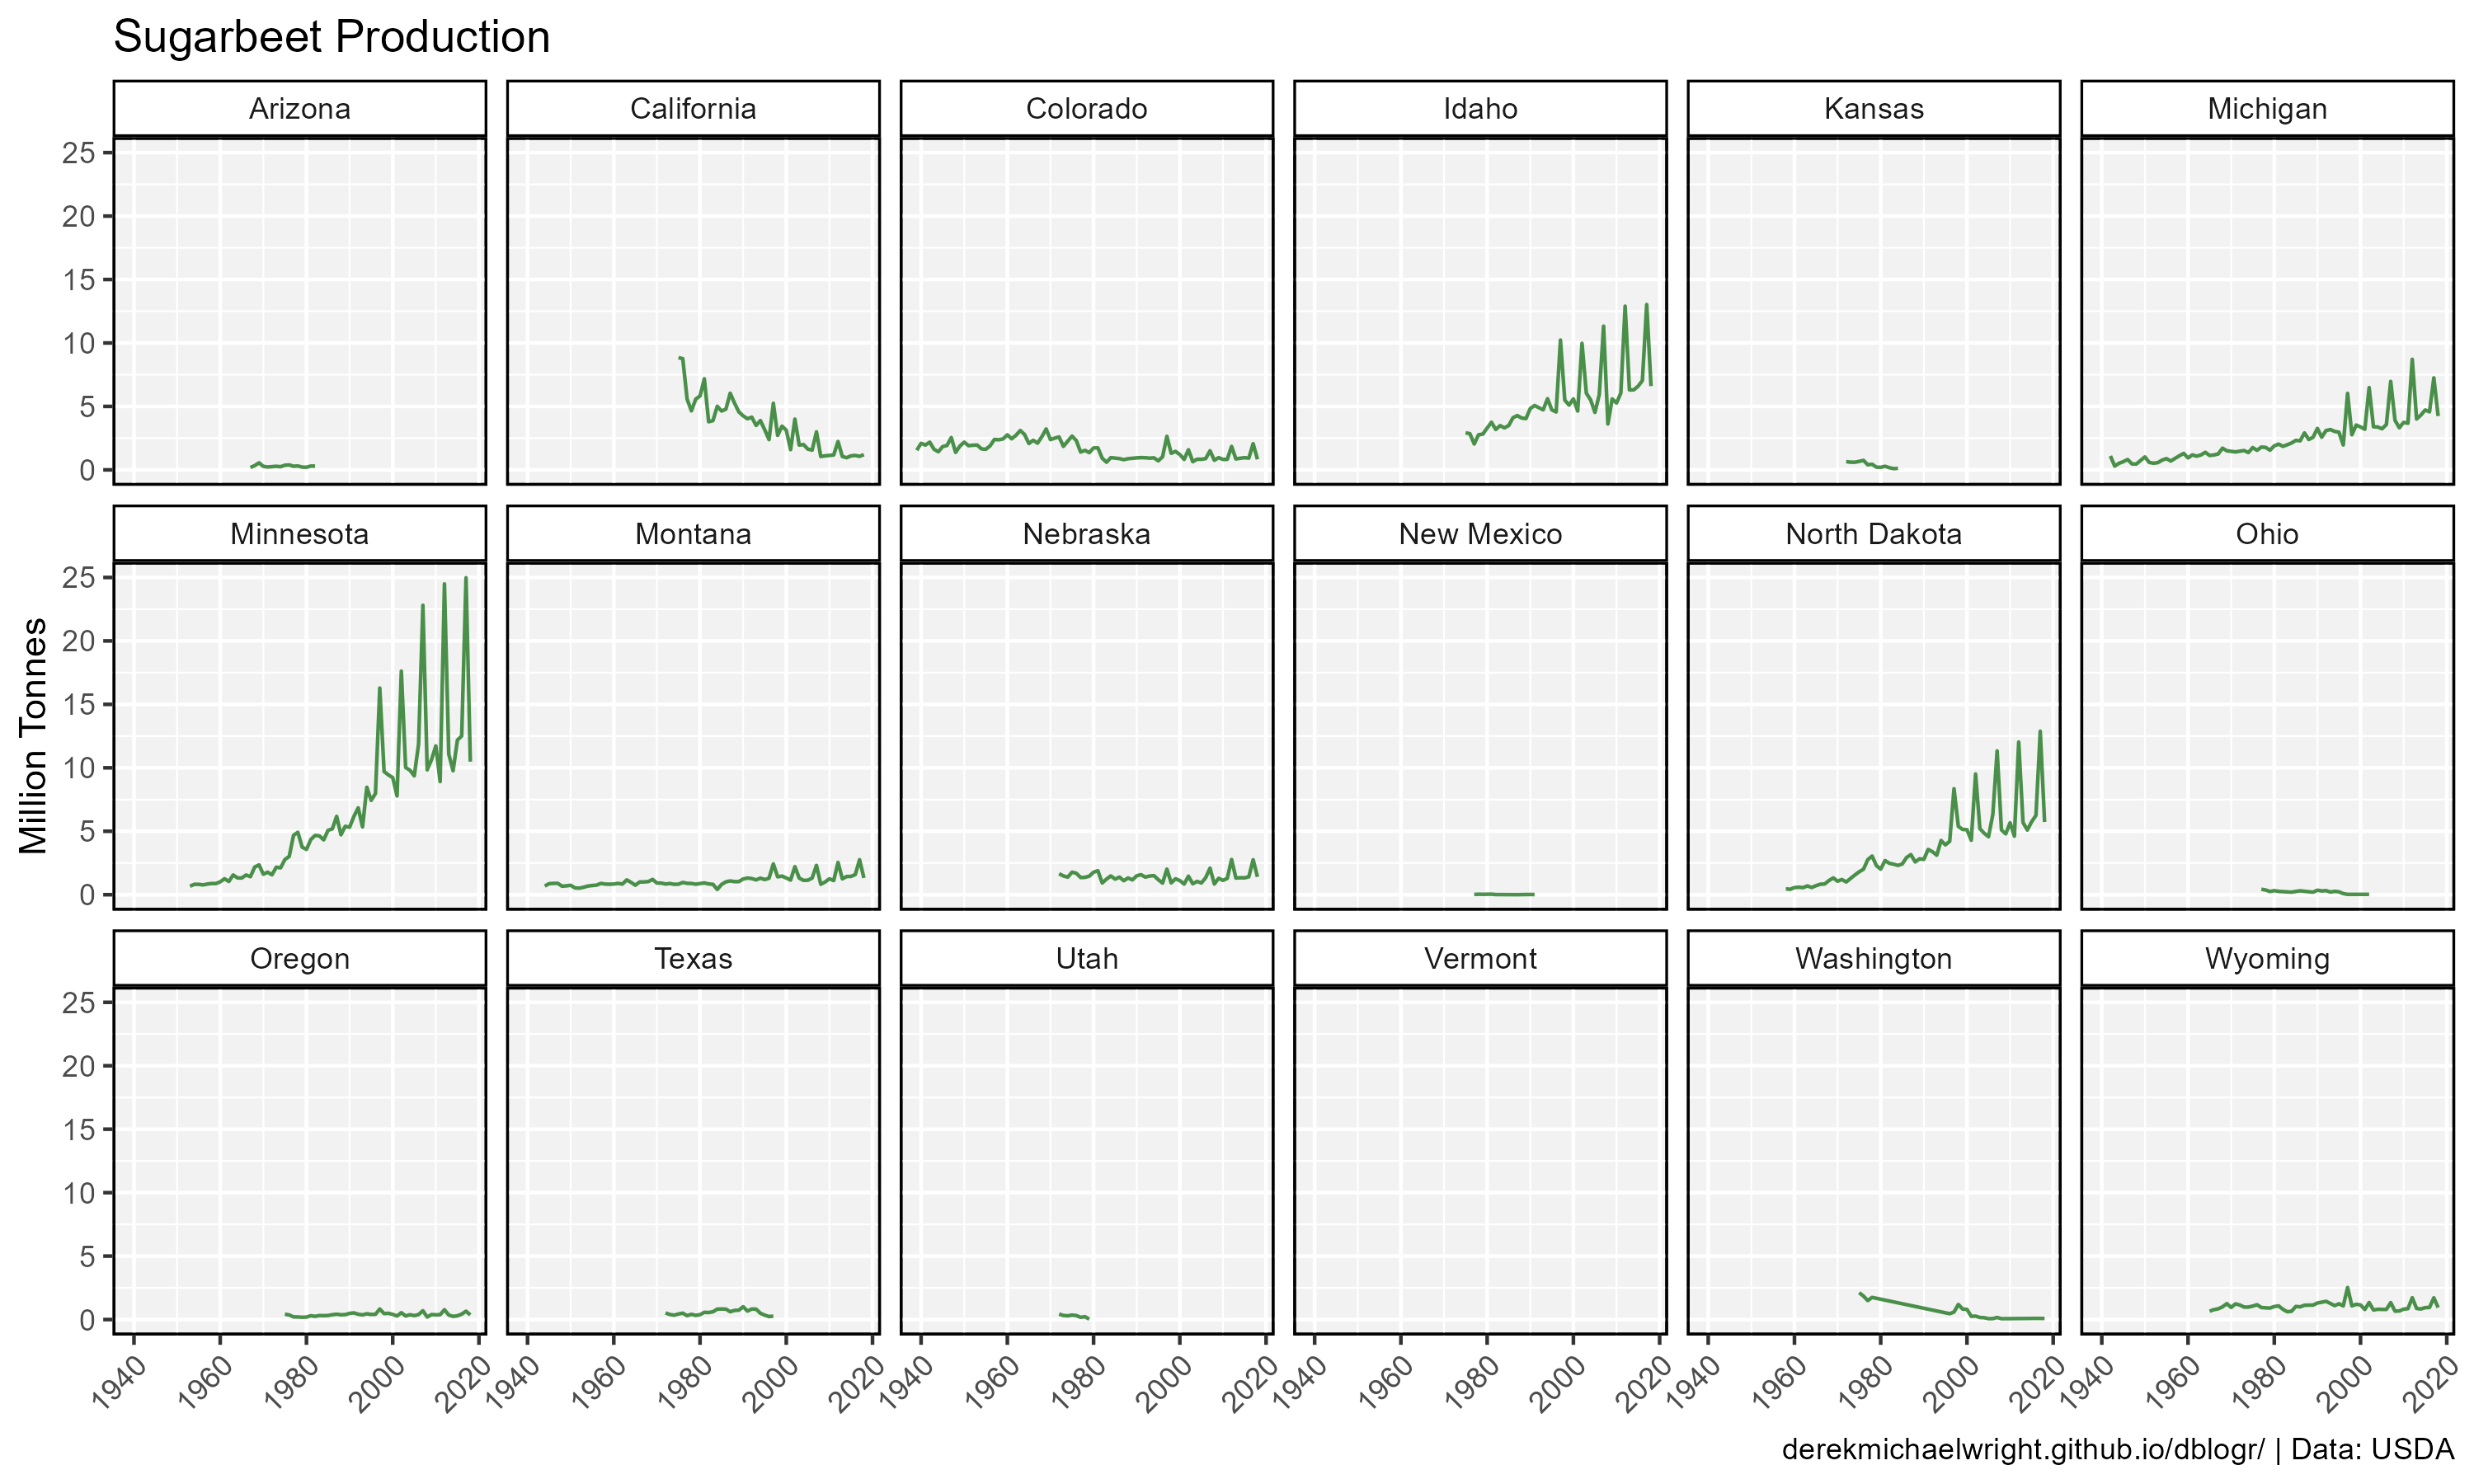 Sugarbeet Production
Arizona California Colorado Idaho Kansas Michigan
25
20
15
10
5
0
Minnesota Montana Nebraska New Mexico North Dakota Ohio
25
20
15
10
5
0
Million Tonnes
Oregon Texas Utah Vermont Washington Wyoming
25
20
15
10
5
0
1940 1960 1980 2000 2020 1940 1960 1980 2000 2020 1940 1960 1980 2000 2020 1940 1960 1980 2000 2020 1940 1960 1980 2000 2020 1940 1960 1980 2000 2020
derekmichaelwright.github.io/dblogr/ | Data: USDA